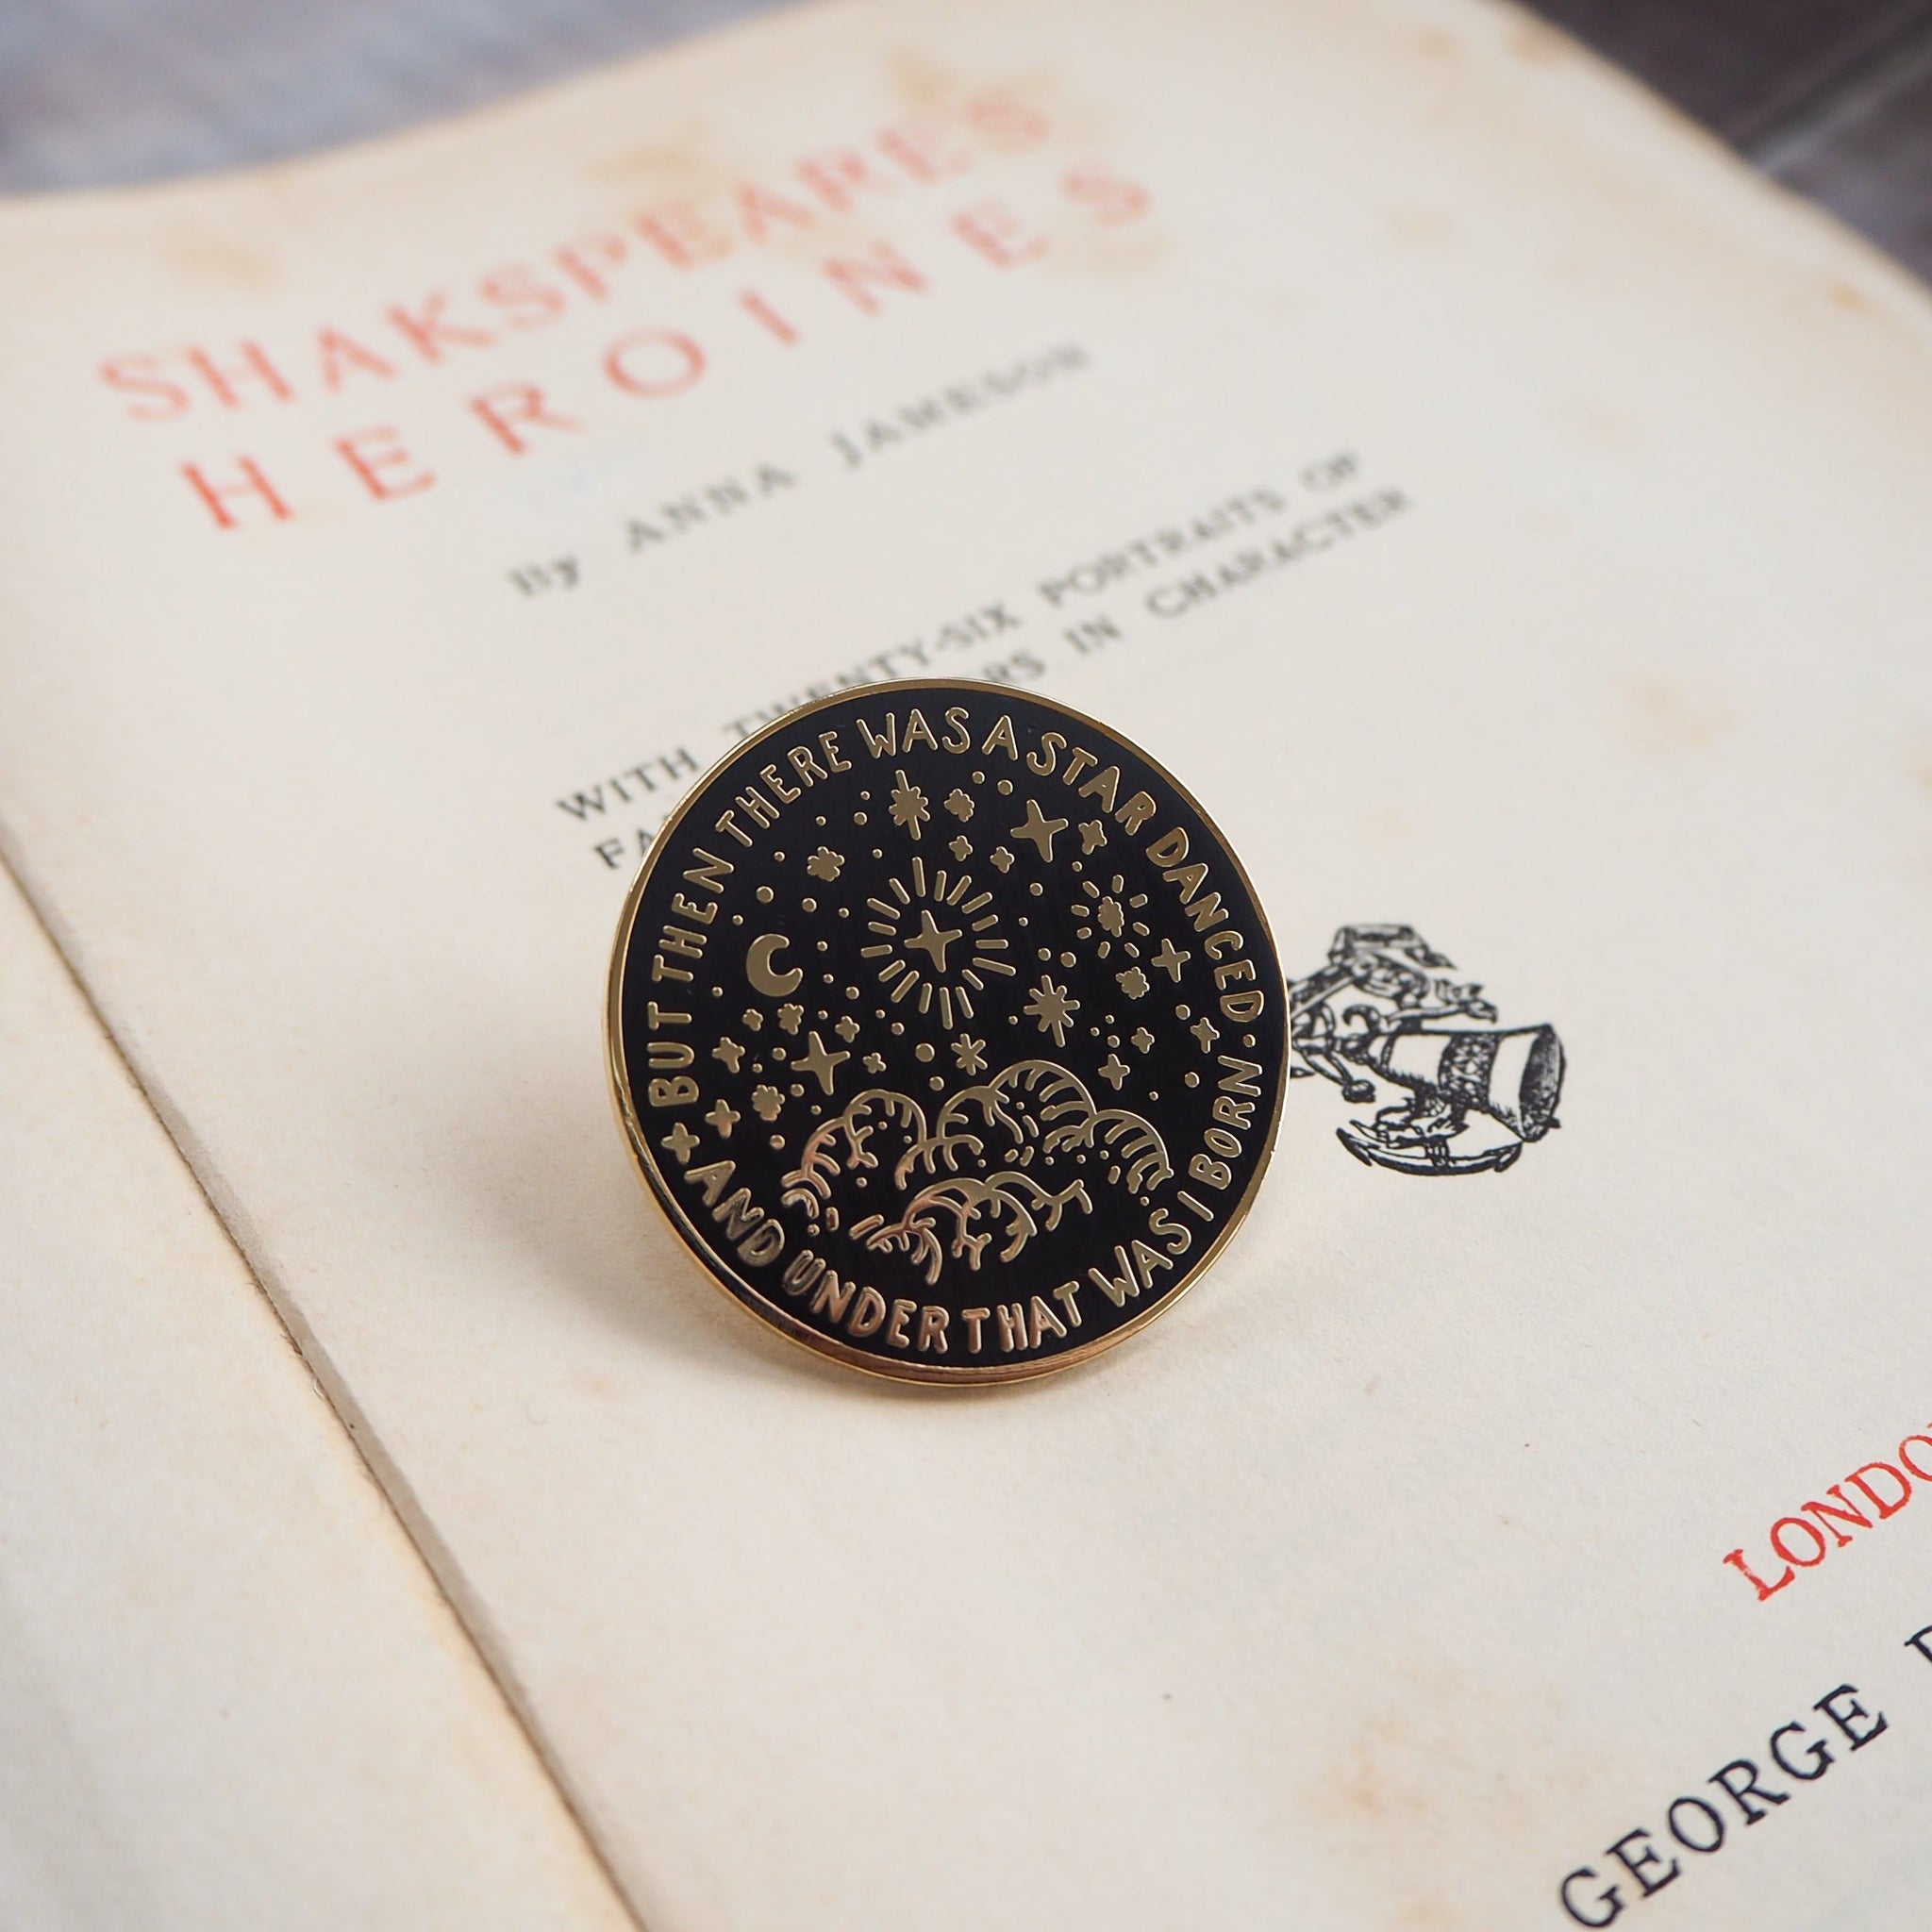 SHAKSPEARE'S
HEROINES
By ANNA JAMESON
WITH TWENTY-SIX PORTRAITS OF
IN CHARACTER
BUT THEN THERE WAS A STAR DANCED.
AND UNDER THAT WAS I BORN
LONDO
GEORGE